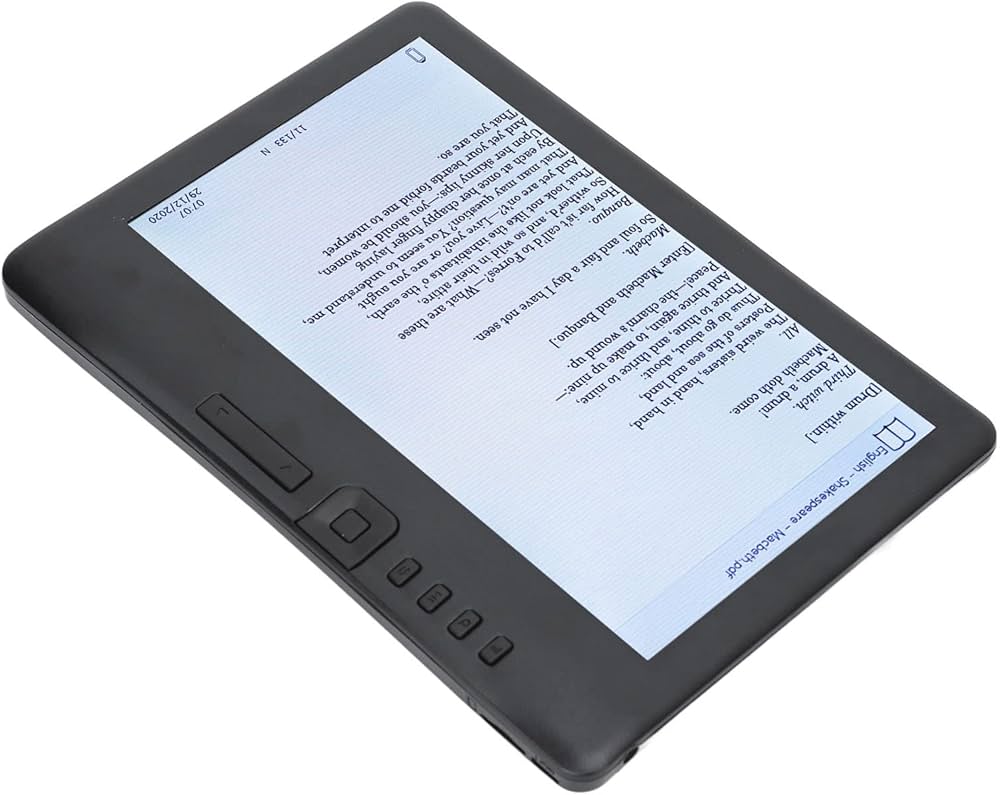 English - Shakespeare - Macbeth.pdf
[Drum within.]
Third witch.
A drum, a drum!
Macbeth doth come.
All.
The weird sisters, hand in hand
Posters of the sea and land,
Thus do go about, about:
Thrice to thine, and thrice to mine,
And thrice again, to make up nine:—
Peace!—the charm's wound up.
[Enter Macbeth and Banquo.]
Macbeth.
So foul and fair a day I have not seen.
Banquo.
How far is't call'd to Forres?—What are these
So wither'd, and so wild in their attire,
That look not like the inhabitants o' the earth,
And yet are on't?—Live you? or are you aught
That man may question? You seem to understand me,
By each at once her chappy finger laying
Upon her skinny lips:—you should be women,
And yet your beards forbid me to interpret
That you are so.
11/133 N
07:07
29/12/2020